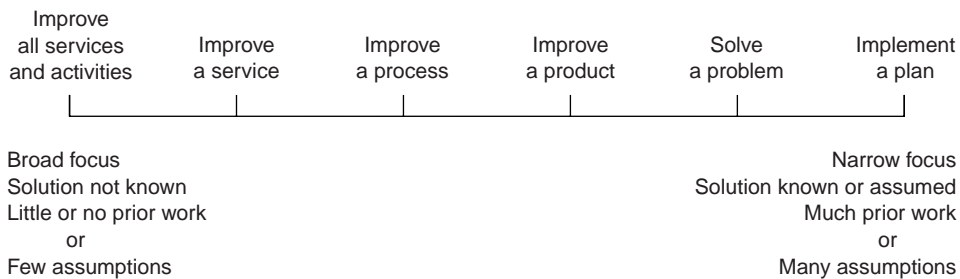 Improve
all services
and activities
Improve
a service
Improve
a process
Improve
a product
Solve
a problem
Implement
a plan
Broad focus
Solution not known
Little or no prior work
or
Few assumptions
Narrow focus
Solution known or assumed
Much prior work
or
Many assumptions